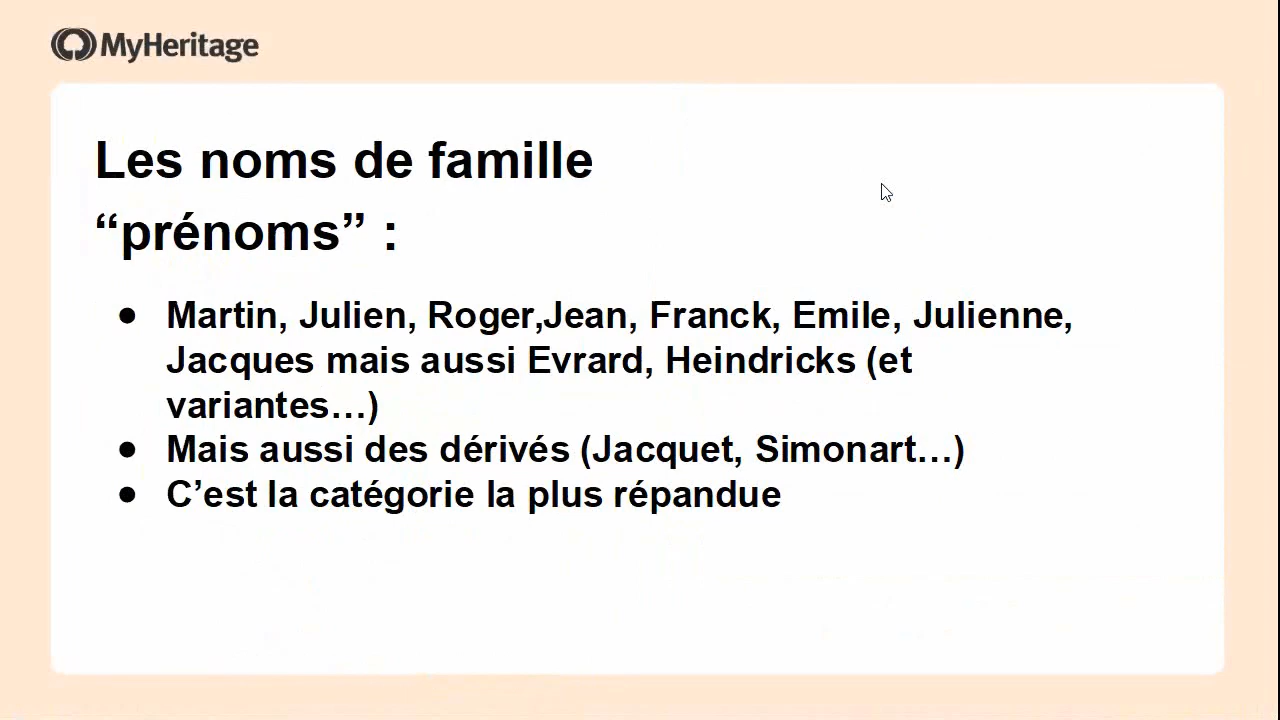 MyHeritage
Les noms de famille
“prénoms” :
● Martin, Julien, Roger,Jean, Franck, Emile, Julienne,
Jacques mais aussi Evrard, Heindricks (et
variantes…)
● Mais aussi des dérivés (Jacquet, Simonart…)
● C’est la catégorie la plus répandue